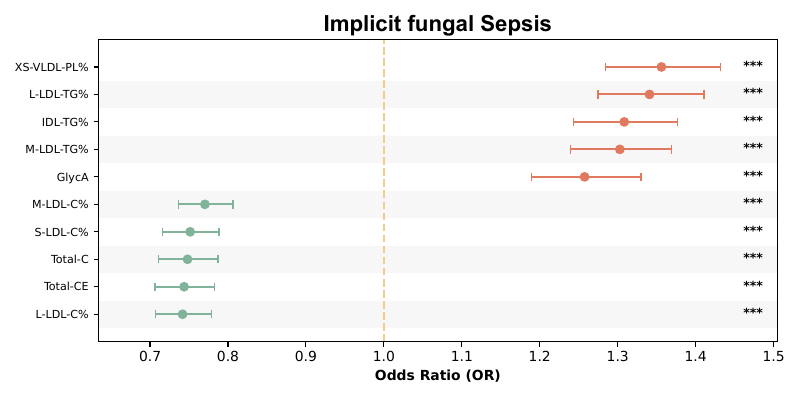 Implicit fungal Sepsis
XS-VLDL-PL% ***
L-LDL-TG% ***
IDL-TG% ***
M-LDL-TG% ***
GlycA ***
M-LDL-C% ***
S-LDL-C% ***
Total-C ***
Total-CE ***
L-LDL-C% ***
0.7 0.8 0.9 1.0 1.1 1.2 1.3 1.4 1.5
Odds Ratio (OR)